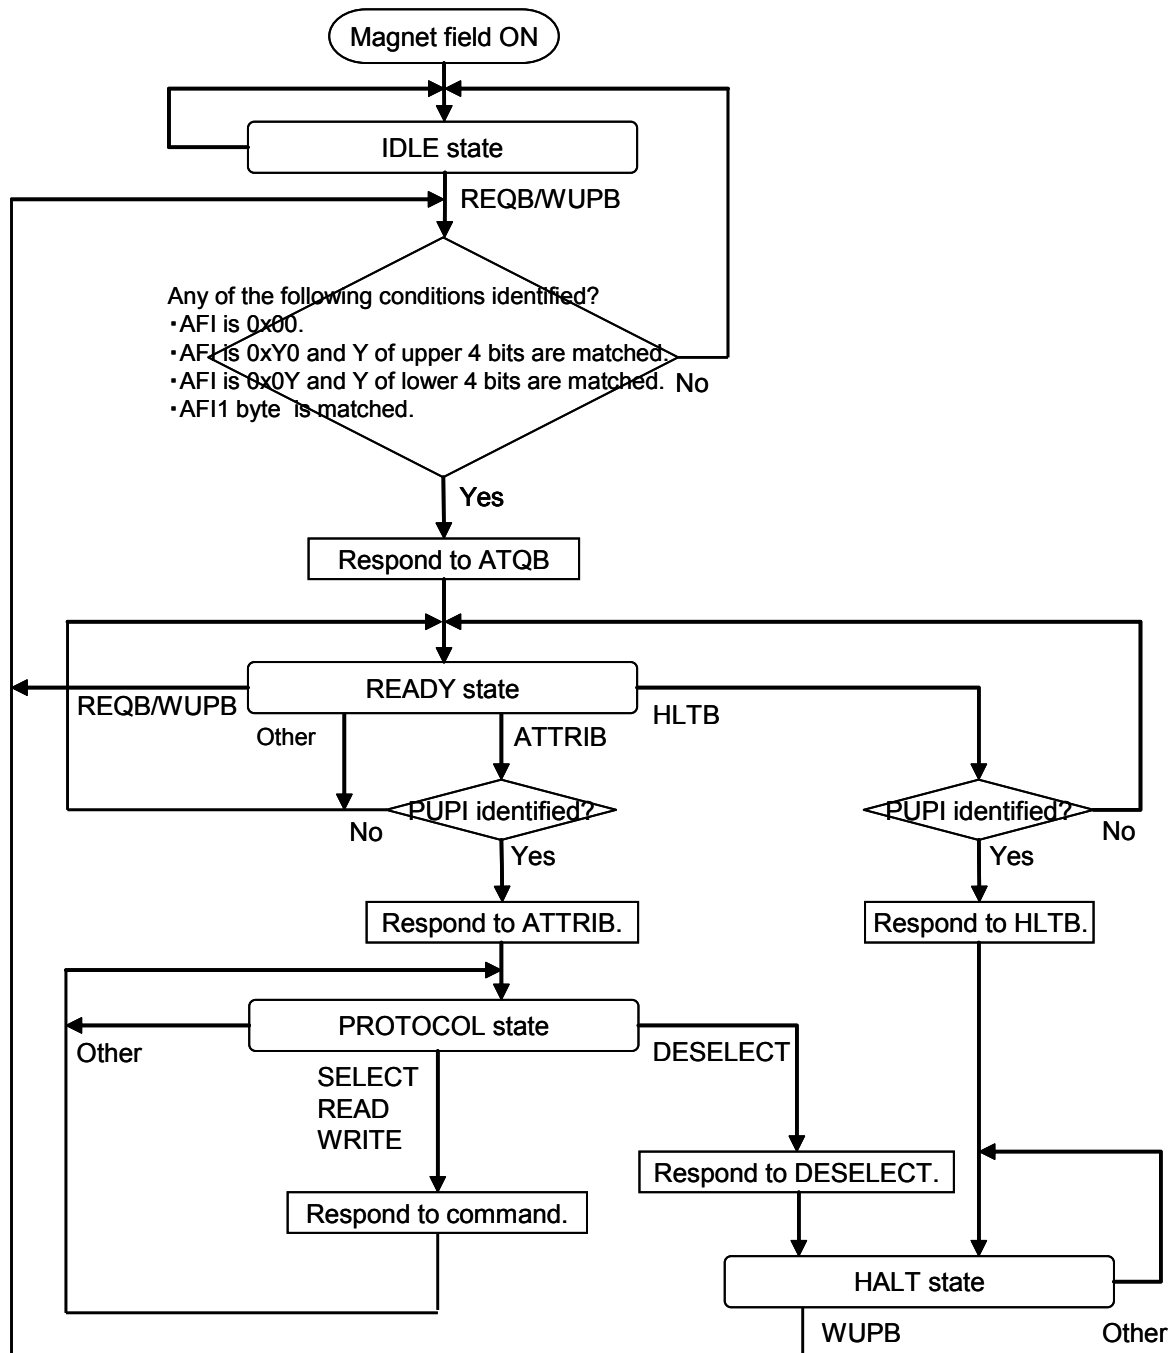 Magnet field ON
IDLE state
REQB/WUPB
Any of the following conditions identified?
・AFI is 0x00.
・AFI is 0xY0 and Y of upper 4 bits are matched.
・AFI is 0x0Y and Y of lower 4 bits are matched.
・AFI1 byte  is matched.
No
Yes
Respond to ATQB
READY state
REQB/WUPB
Other
ATTRIB
HLTB
PUPI identified?
No
Yes
PUPI identified?
No
Yes
Respond to ATTRIB.
Respond to HLTB.
PROTOCOL state
Other
SELECT
READ
WRITE
DESELECT
Respond to DESELECT.
Respond to command.
HALT state
WUPB
Other